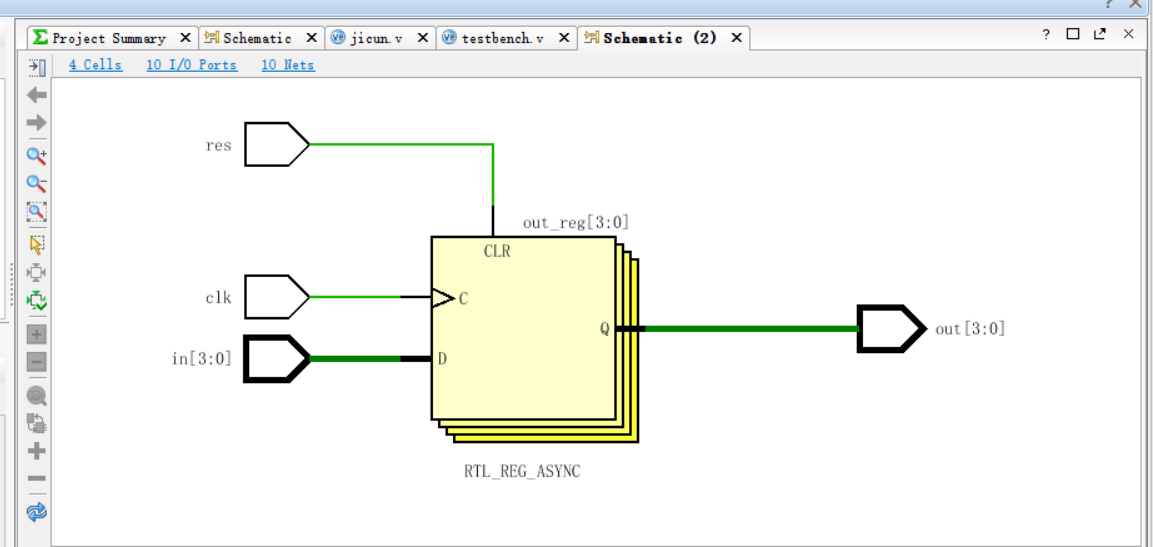 Project Summary
Schematic
jicun.v
testbench.v
Schematic (2)
4 Cells 10 I/O Ports 10 Nets
res
out_reg[3:0]
CLR
clk
C
Q
out[3:0]
in[3:0]
D
RTL_REG_ASYNC